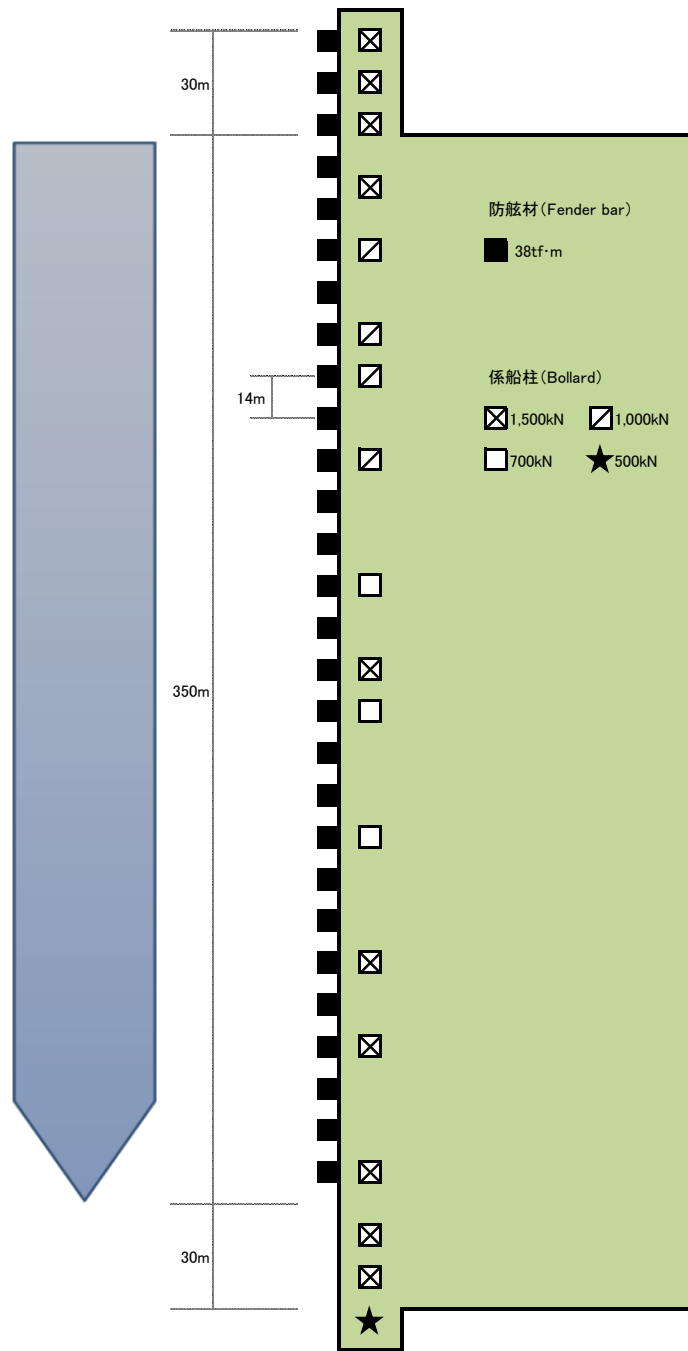 30m
防舷材（Fender bar）
38tf･m
14m
係船柱（Bollard）
1,500kN 1,000kN
700kN 500kN
350m
30m